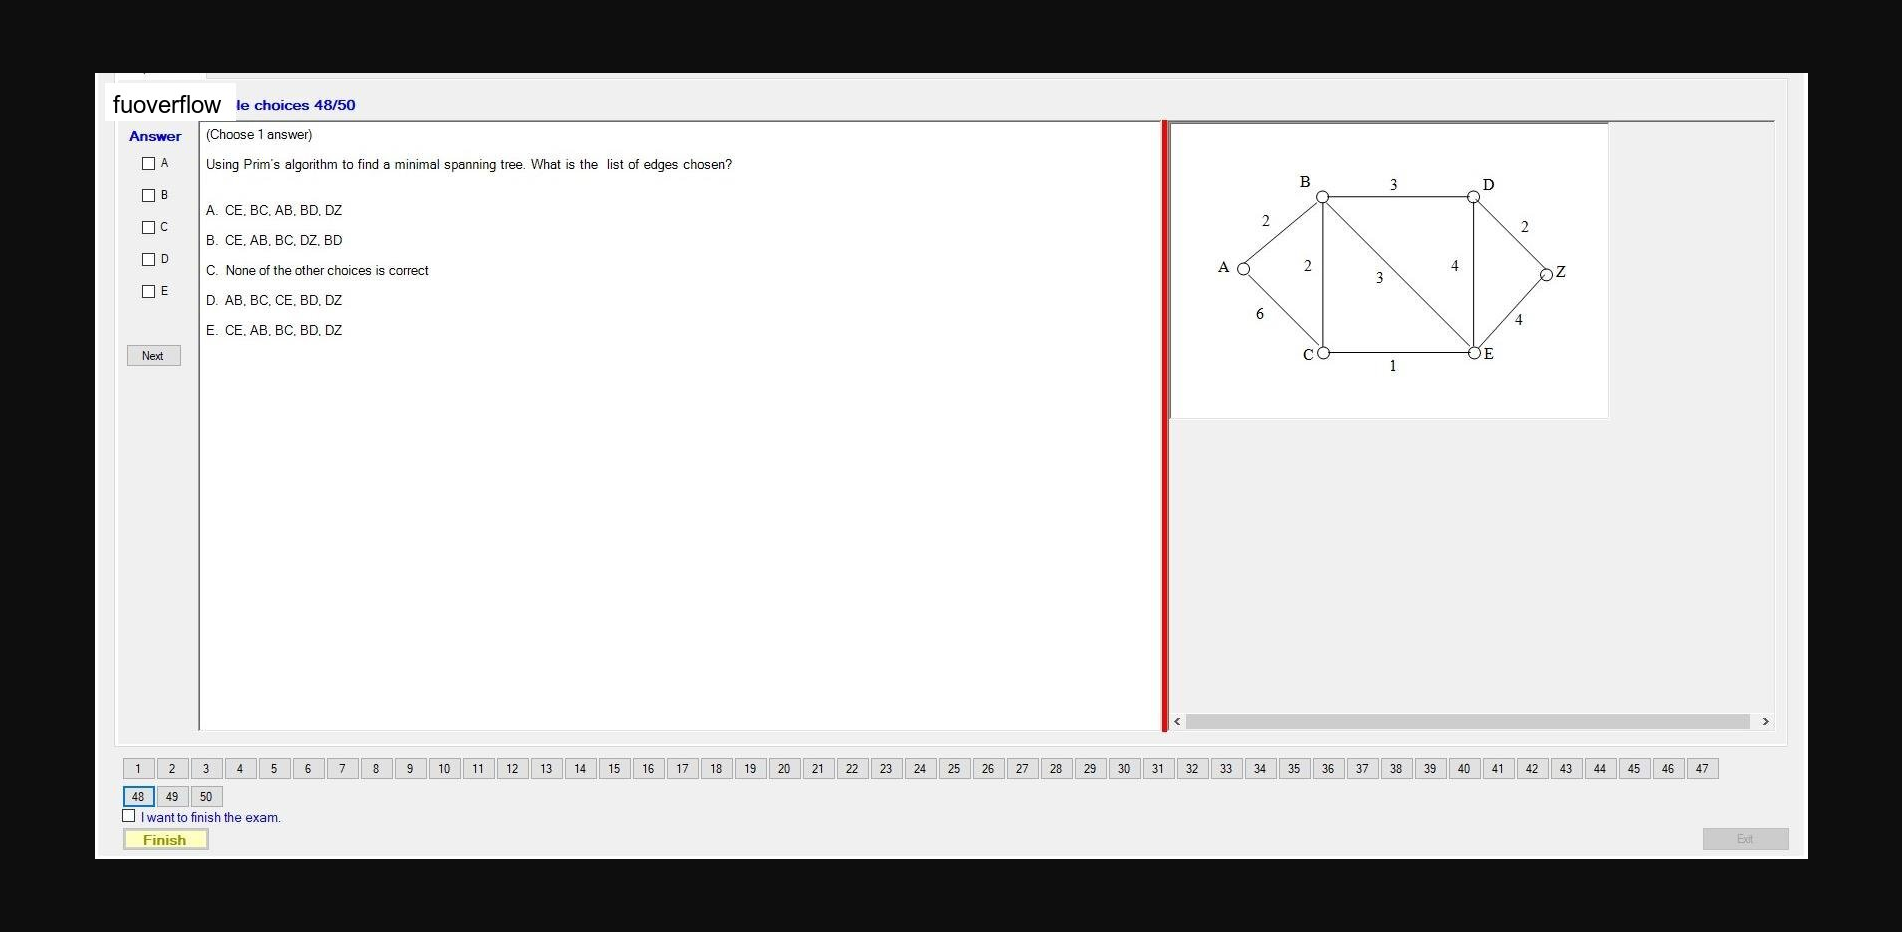 fuoverflow le choices 48/50
Answer
(Choose 1 answer)
A
Using Prim's algorithm to find a minimal spanning tree. What is the list of edges chosen?
B
C
D
E
A. CE, BC, AB, BD, DZ
B. CE, AB, BC, DZ, BD
C. None of the other choices is correct
D. AB, BC, CE, BD, DZ
E. CE, AB, BC, BD, DZ
Next
B 3 D
2 2
A 2 3 4 Z
6 4
C E
1
1 2 3 4 5 6 7 8 9 10 11 12 13 14 15 16 17 18 19 20 21 22 23 24 25 26 27 28 29 30 31 32 33 34 35 36 37 38 39 40 41 42 43 44 45 46 47
48 49 50
I want to finish the exam.
Finish
Exit